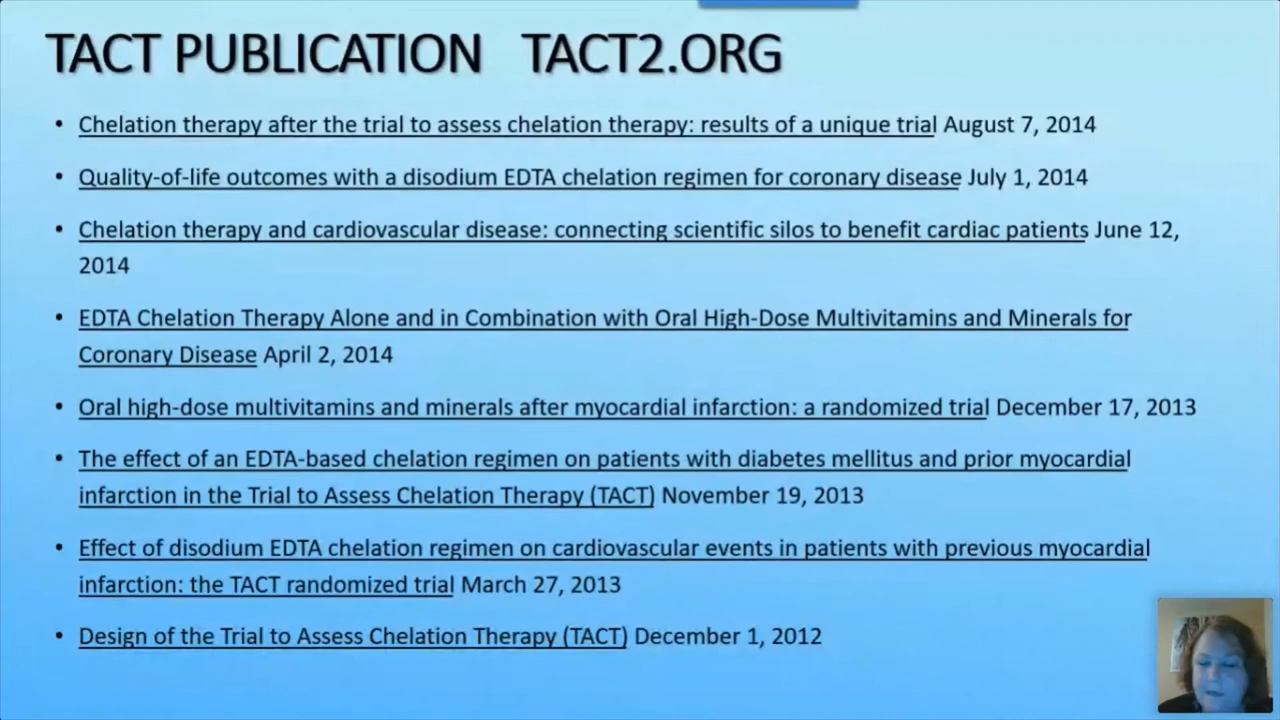 TACT PUBLICATION TACT2.ORG
• Chelation therapy after the trial to assess chelation therapy: results of a unique trial August 7, 2014
• Quality-of-life outcomes with a disodium EDTA chelation regimen for coronary disease July 1, 2014
• Chelation therapy and cardiovascular disease: connecting scientific silos to benefit cardiac patients June 12,
2014
• EDTA Chelation Therapy Alone and in Combination with Oral High-Dose Multivitamins and Minerals for
Coronary Disease April 2, 2014
• Oral high-dose multivitamins and minerals after myocardial infarction: a randomized trial December 17, 2013
• The effect of an EDTA-based chelation regimen on patients with diabetes mellitus and prior myocardial
infarction in the Trial to Assess Chelation Therapy (TACT) November 19, 2013
• Effect of disodium EDTA chelation regimen on cardiovascular events in patients with previous myocardial
infarction: the TACT randomized trial March 27, 2013
• Design of the Trial to Assess Chelation Therapy (TACT) December 1, 2012